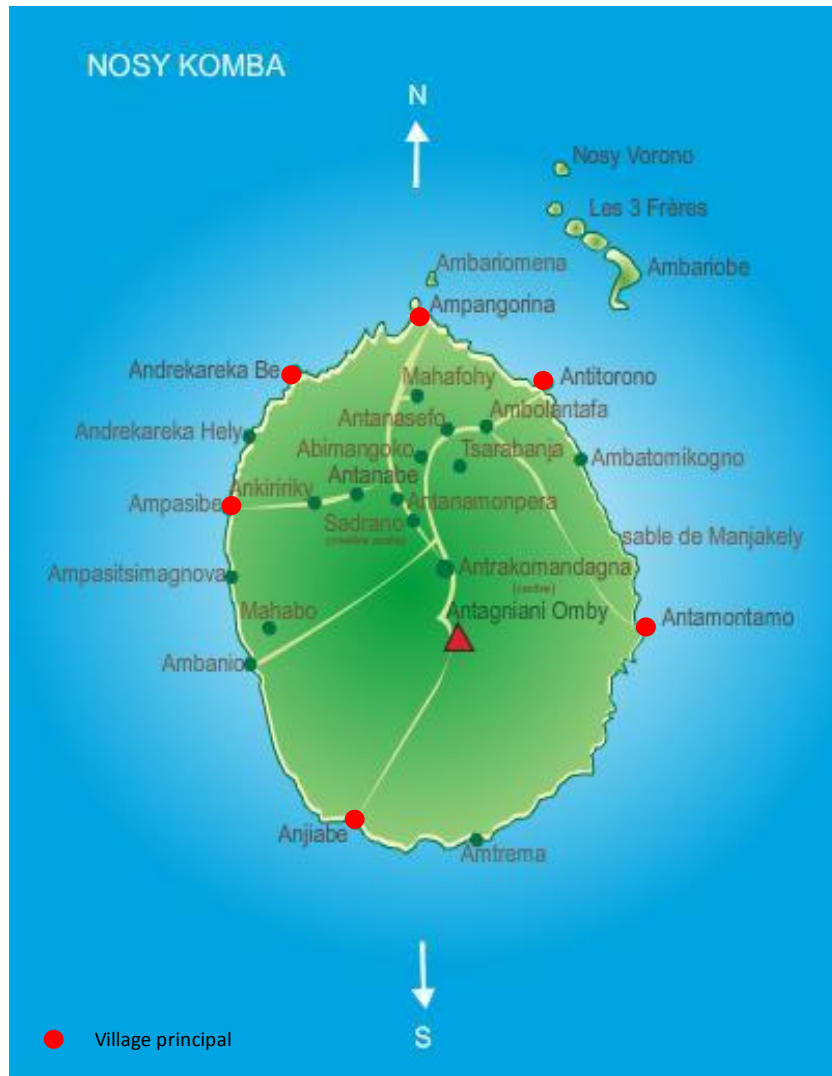 NOSY KOMBA
N
Nosy Vorono
Les 3 Frères
Ambariomena
Ambariobe
Ampangorina
Andrekareka Be
Mahafohy
Antitorono
Antanasefo
Ambolantafa
Andrekareka Hely
Abimangoko
Tsarabanja
Ambatomikogno
Ankiririky
Antanabe
Ampasibe
Antanamonpera
Sadrano
sable de Manjakely
Ampasitsimagnova
Antrakomandagna
(centre)
Mahabo
Antagniani Omby
Antamontamo
Ambanio
Anjiabe
Amtrema
S
Village principal